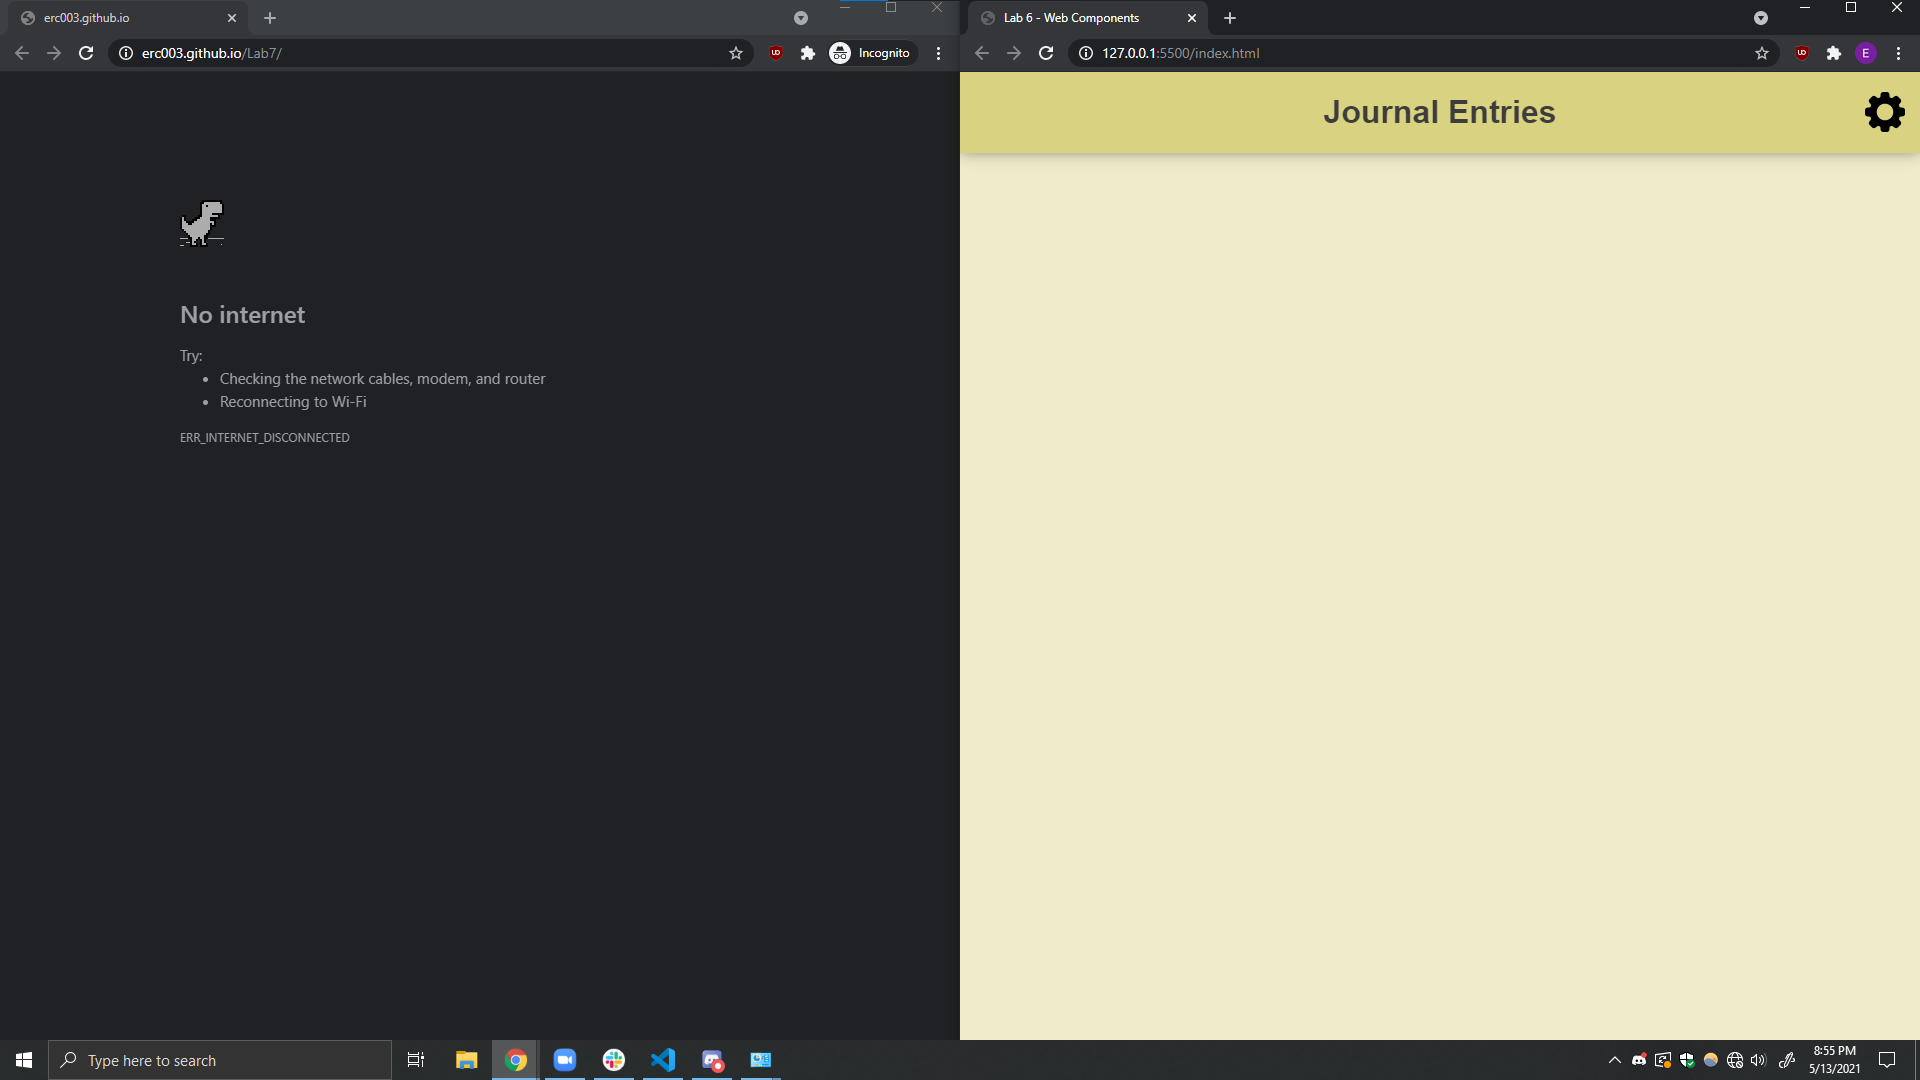 erc003.github.io
erc003.github.io/Lab7/
Incognito
No internet
Try:
Checking the network cables, modem, and router
Reconnecting to Wi-Fi
ERR_INTERNET_DISCONNECTED
Lab 6 - Web Components
127.0.0.1:5500/index.html
E
Journal Entries
Type here to search
8:55 PM
5/13/2021